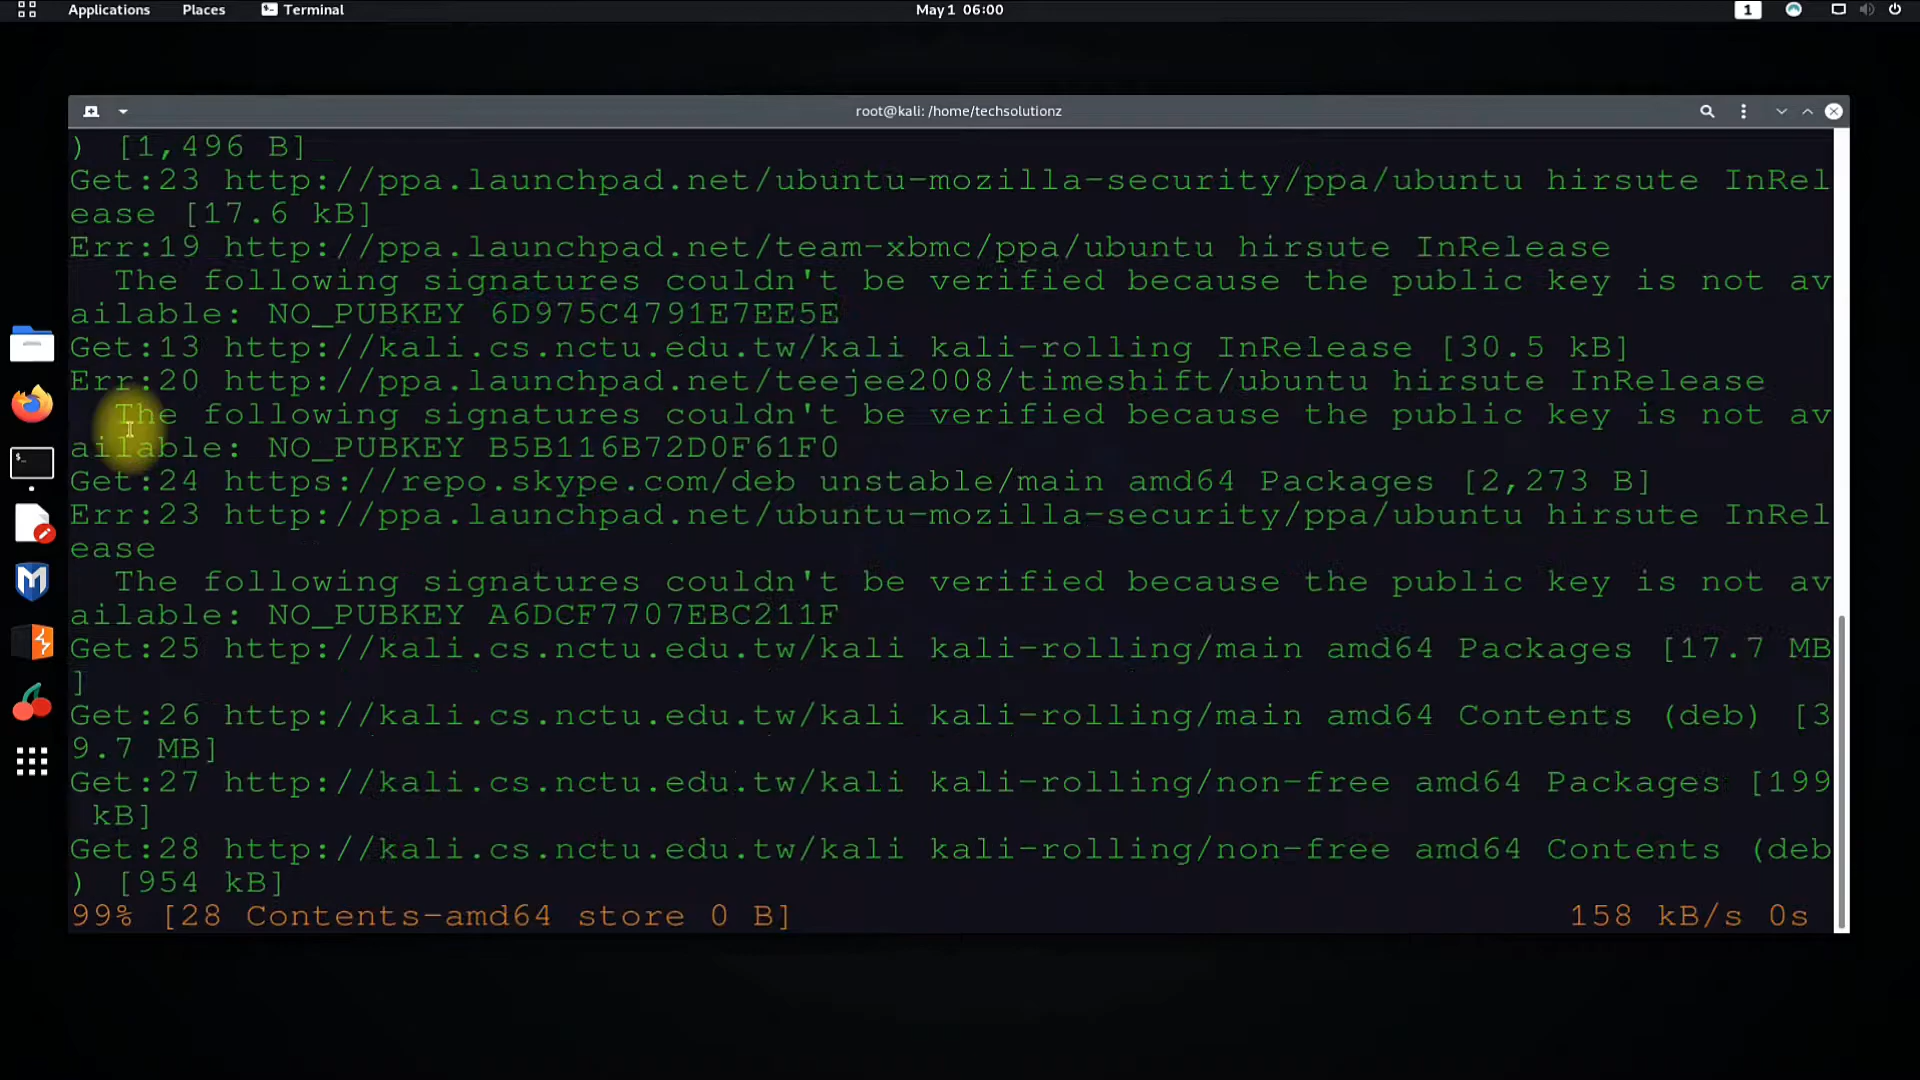 Applications Places Terminal May 1 06:00 1
root@kali: /home/techsolutionz
) [1,496 B]
Get:23 http://ppa.launchpad.net/ubuntu-mozilla-security/ppa/ubuntu hirsute InRel
ease [17.6 kB]
Err:19 http://ppa.launchpad.net/team-xbmc/ppa/ubuntu hirsute InRelease
The following signatures couldn't be verified because the public key is not av
ailable: NO_PUBKEY 6D975C4791E7EE5E
Get:13 http://kali.cs.nctu.edu.tw/kali kali-rolling InRelease [30.5 kB]
Err:20 http://ppa.launchpad.net/teejee2008/timeshift/ubuntu hirsute InRelease
The following signatures couldn't be verified because the public key is not av
ailable: NO_PUBKEY B5B116B72D0F61F0
Get:24 https://repo.skype.com/deb unstable/main amd64 Packages [2,273 B]
Err:23 http://ppa.launchpad.net/ubuntu-mozilla-security/ppa/ubuntu hirsute InRel
ease
The following signatures couldn't be verified because the public key is not av
ailable: NO_PUBKEY A6DCF7707EBC211F
Get:25 http://kali.cs.nctu.edu.tw/kali kali-rolling/main amd64 Packages [17.7 MB
]
Get:26 http://kali.cs.nctu.edu.tw/kali kali-rolling/main amd64 Contents (deb) [3
9.7 MB]
Get:27 http://kali.cs.nctu.edu.tw/kali kali-rolling/non-free amd64 Packages [199
kB]
Get:28 http://kali.cs.nctu.edu.tw/kali kali-rolling/non-free amd64 Contents (deb
) [954 kB]
99% [28 Contents-amd64 store 0 B] 158 kB/s 0s